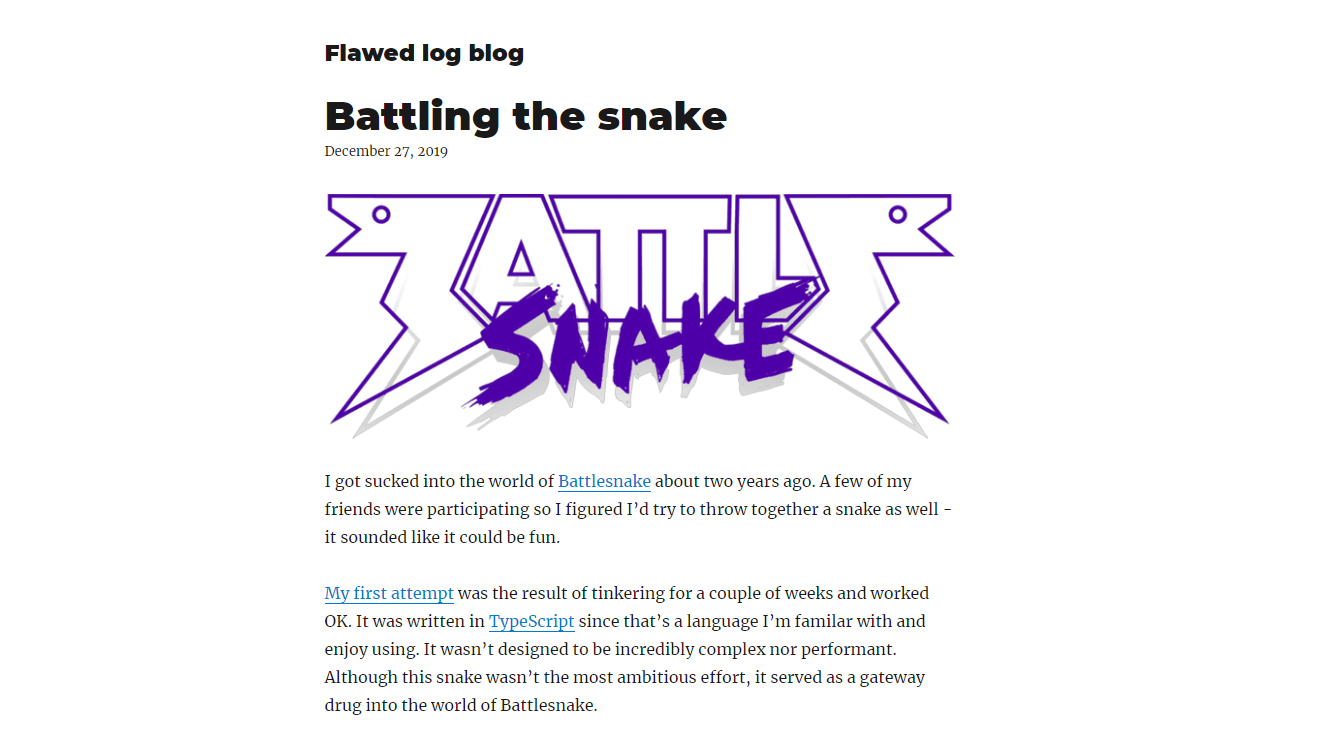 Flawed log blog
Battling the snake
December 27, 2019
BATTLE
SNAKE
I got sucked into the world of Battlesnake about two years ago. A few of my
friends were participating so I figured I’d try to throw together a snake as well -
it sounded like it could be fun.
My first attempt was the result of tinkering for a couple of weeks and worked
OK. It was written in TypeScript since that’s a language I’m familar with and
enjoy using. It wasn’t designed to be incredibly complex nor performant.
Although this snake wasn’t the most ambitious effort, it served as a gateway
drug into the world of Battlesnake.